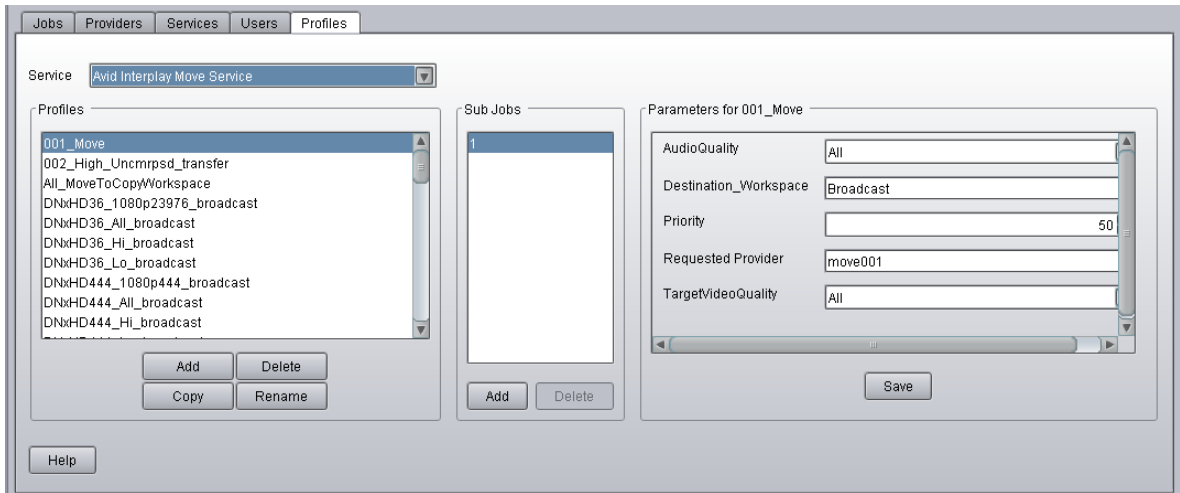 Jobs Providers Services Users Profiles
Service Avid Interplay Move Service
Profiles
001_Move
002_High_Uncmrpsd_transfer
All_MoveToCopyWorkspace
DNxHD36_1080p23976_broadcast
DNxHD36_All_broadcast
DNxHD36_Hi_broadcast
DNxHD36_Lo_broadcast
DNxHD444_1080p444_broadcast
DNxHD444_All_broadcast
DNxHD444_Hi_broadcast
Add Delete
Copy Rename
Sub Jobs
1
Add Delete
Parameters for 001_Move
AudioQuality All
Destination_Workspace Broadcast
Priority 50
Requested Provider move001
TargetVideoQuality All
Save
Help